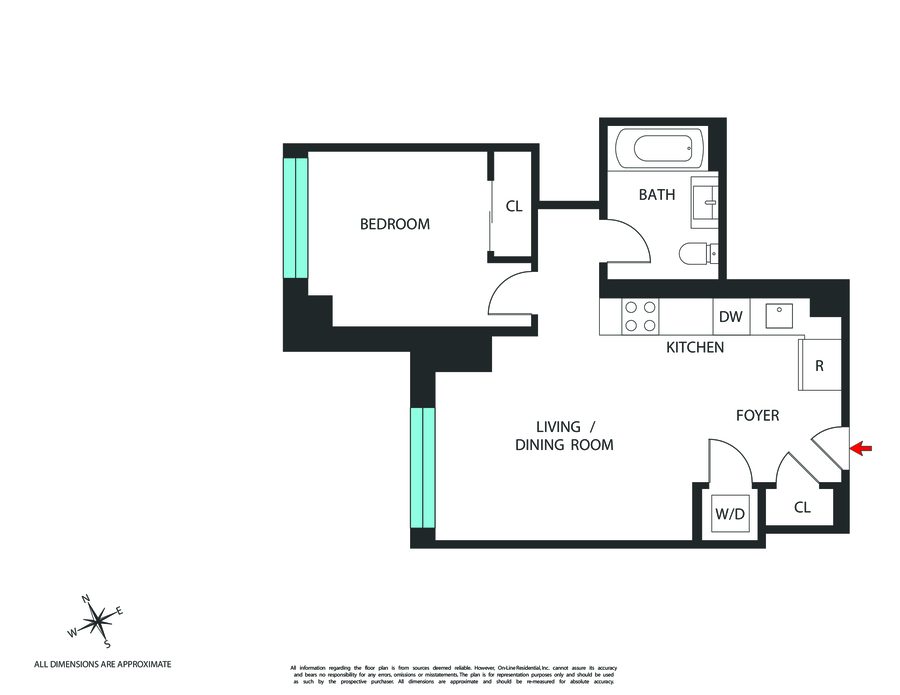 BATH
CL
BEDROOM
DW
KITCHEN
R
FOYER
LIVING / 
DINING ROOM
CL
W/D
N
E
W
S
ALL DIMENSIONS ARE APPROXIMATE
All information regarding the floor plan is from sources deemed reliable. However, On-Line Residential, Inc. cannot assure its accuracy
and bears no responsibility for any errors, omissions or misstatements. The plan is for representation purposes only and should be used
as such by the prospective purchaser. All dimensions are approximate and should be re-measured for absolute accuracy.